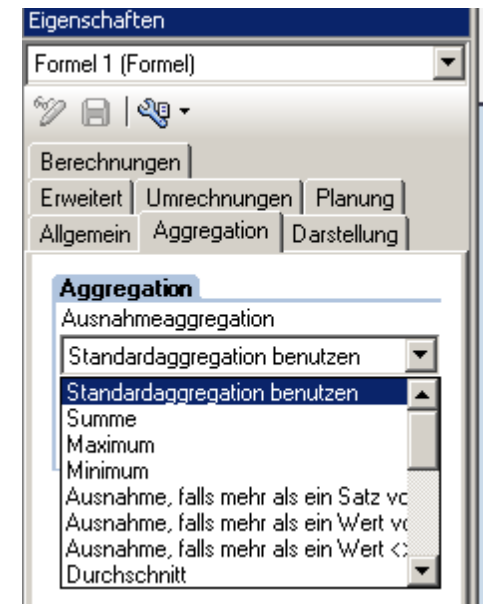 Eigenschaften
Formel 1 (Formel)
Berechnungen
Erweitert Umrechnungen Planung
Allgemein Aggregation Darstellung
Aggregation
Ausnahmeaggregation
Standardaggregation benutzen
Standardaggregation benutzen
Summe
Maximum
Minimum
Ausnahme, falls mehr als ein Satz vo
Ausnahme, falls mehr als ein Wert vo
Ausnahme, falls mehr als ein Wert <>
Durchschnitt